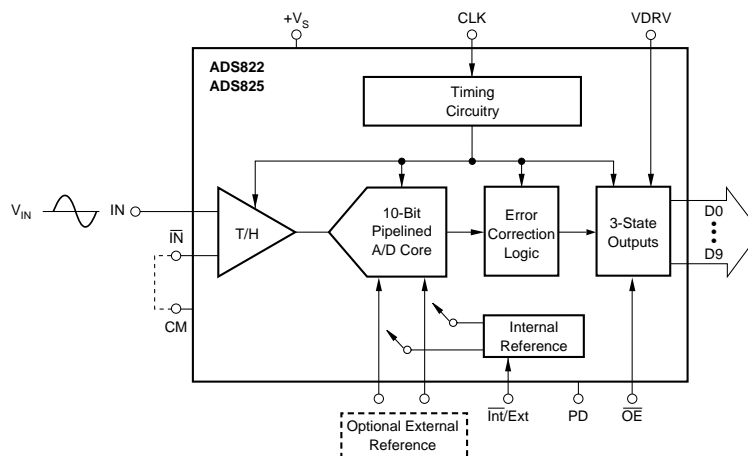 +VS
CLK
VDRV
ADS822
ADS825
Timing
Circuitry
VIN
IN
IN
CM
T/H
10-Bit
Pipelined
A/D Core
Error
Correction
Logic
3-State
Outputs
D0
D9
Internal
Reference
Optional External
Reference
Int/Ext
PD
OE